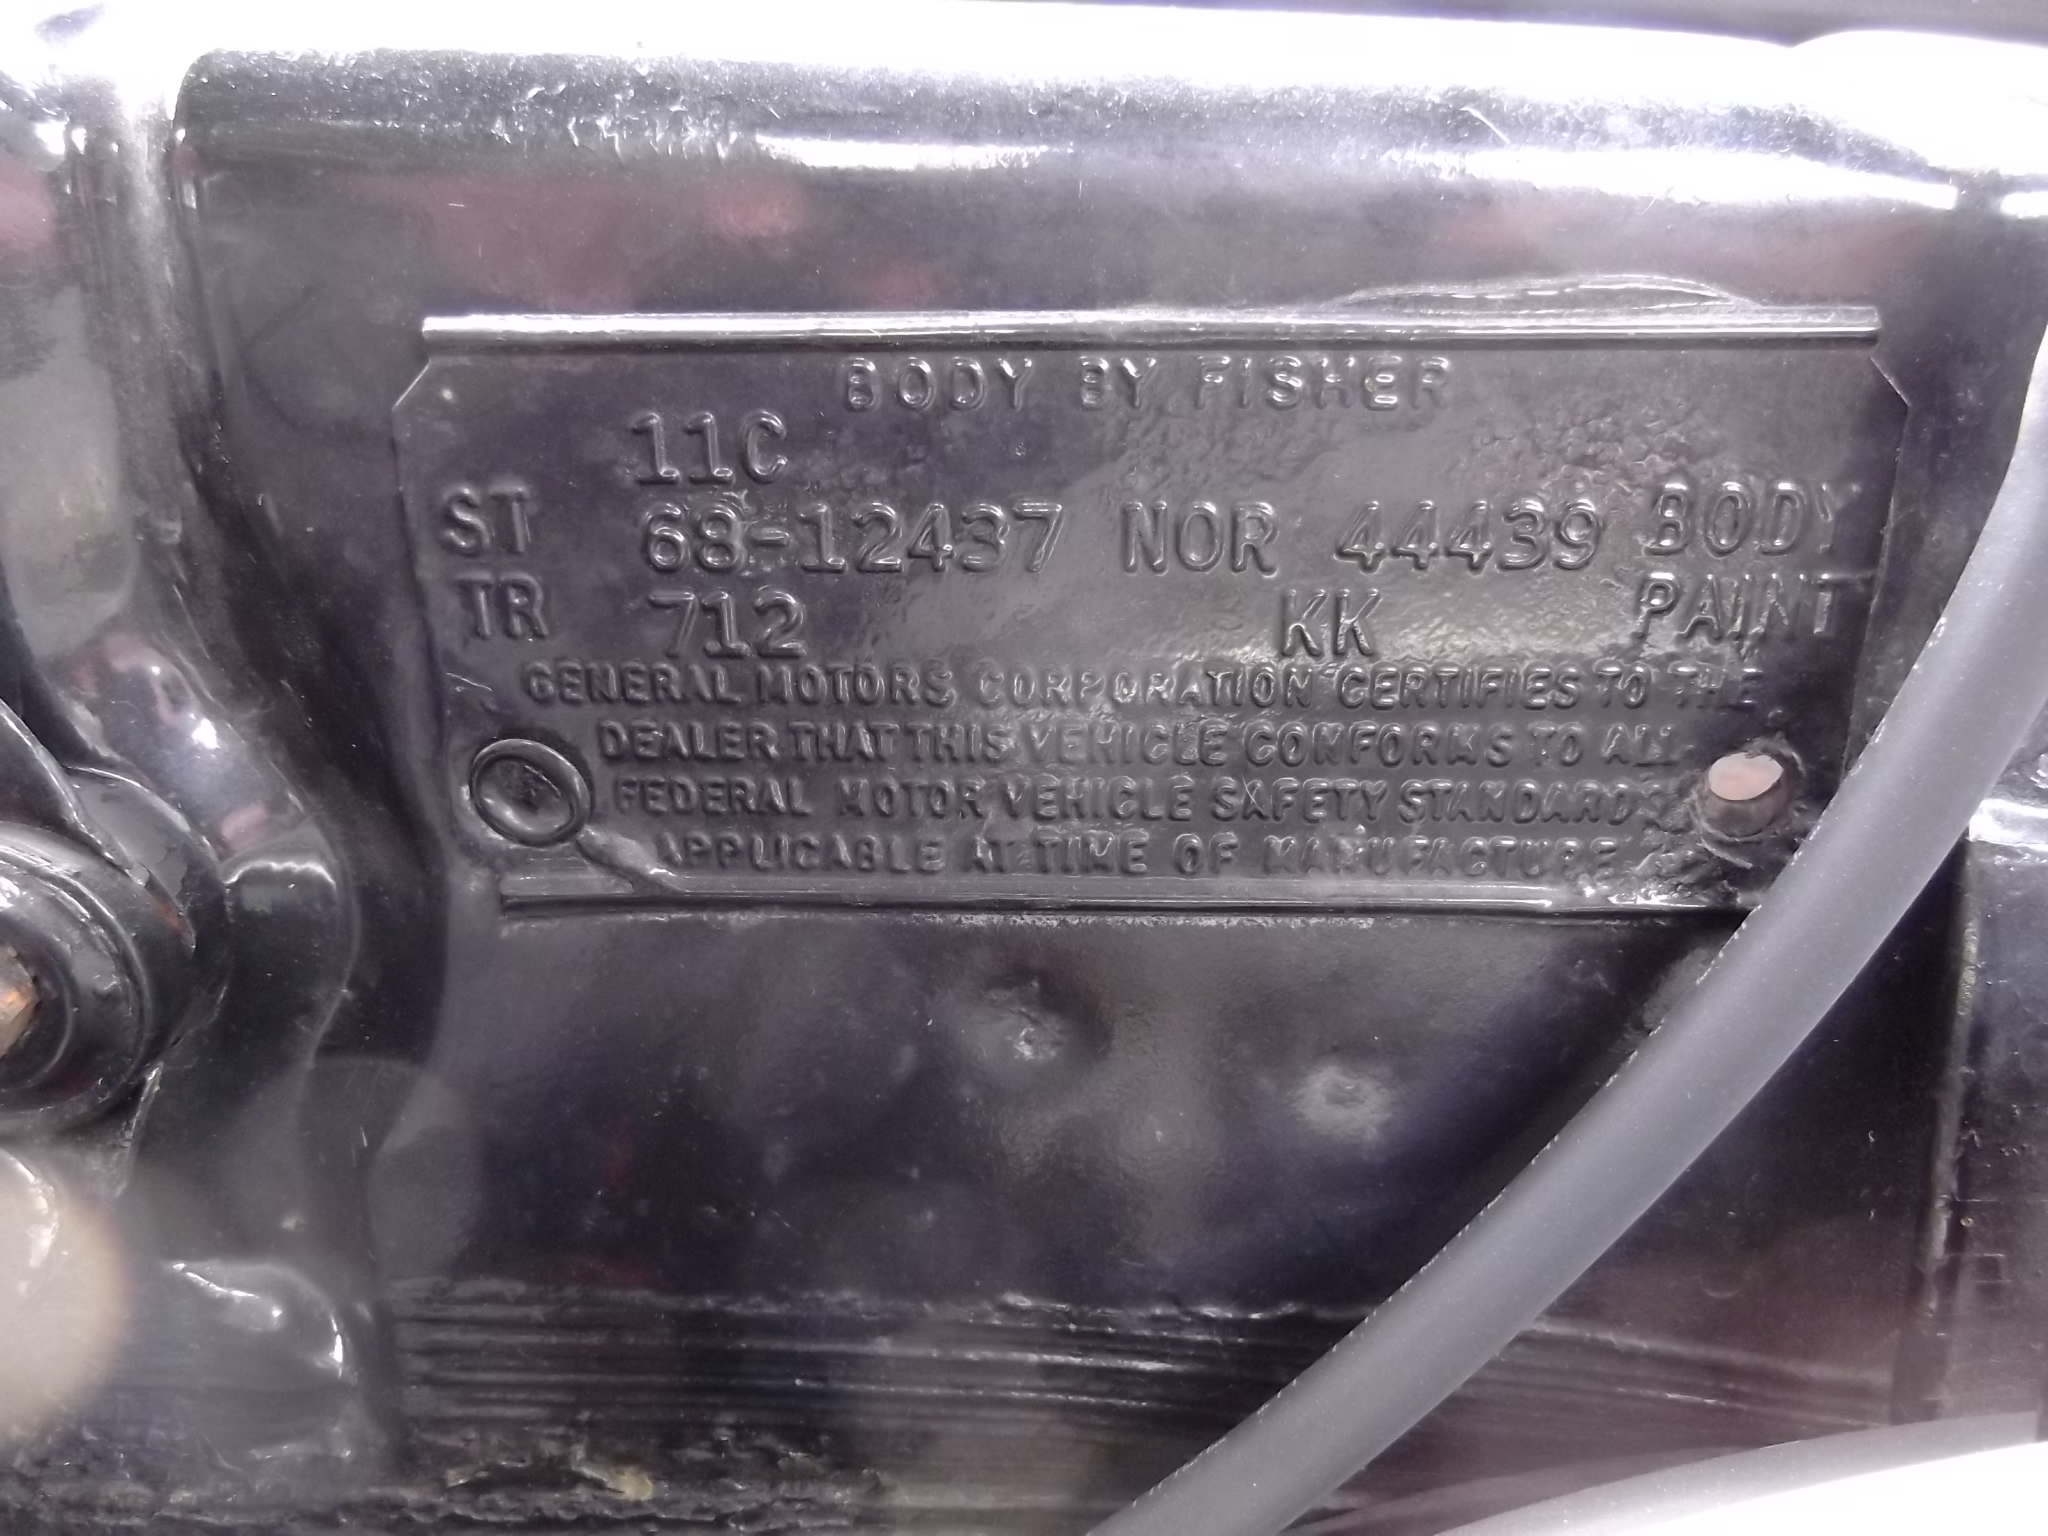 BODY BY FISHER
11C
ST 68-12437 NOR 44439 BODY
TR 712 KK PAINT
GENERAL MOTORS CORPORATION CERTIFIES TO THE
DEALER THAT THIS VEHICLE CONFORMS TO ALL
FEDERAL MOTOR VEHICLE SAFETY STANDARDS
APPLICABLE AT TIME OF MANUFACTURE